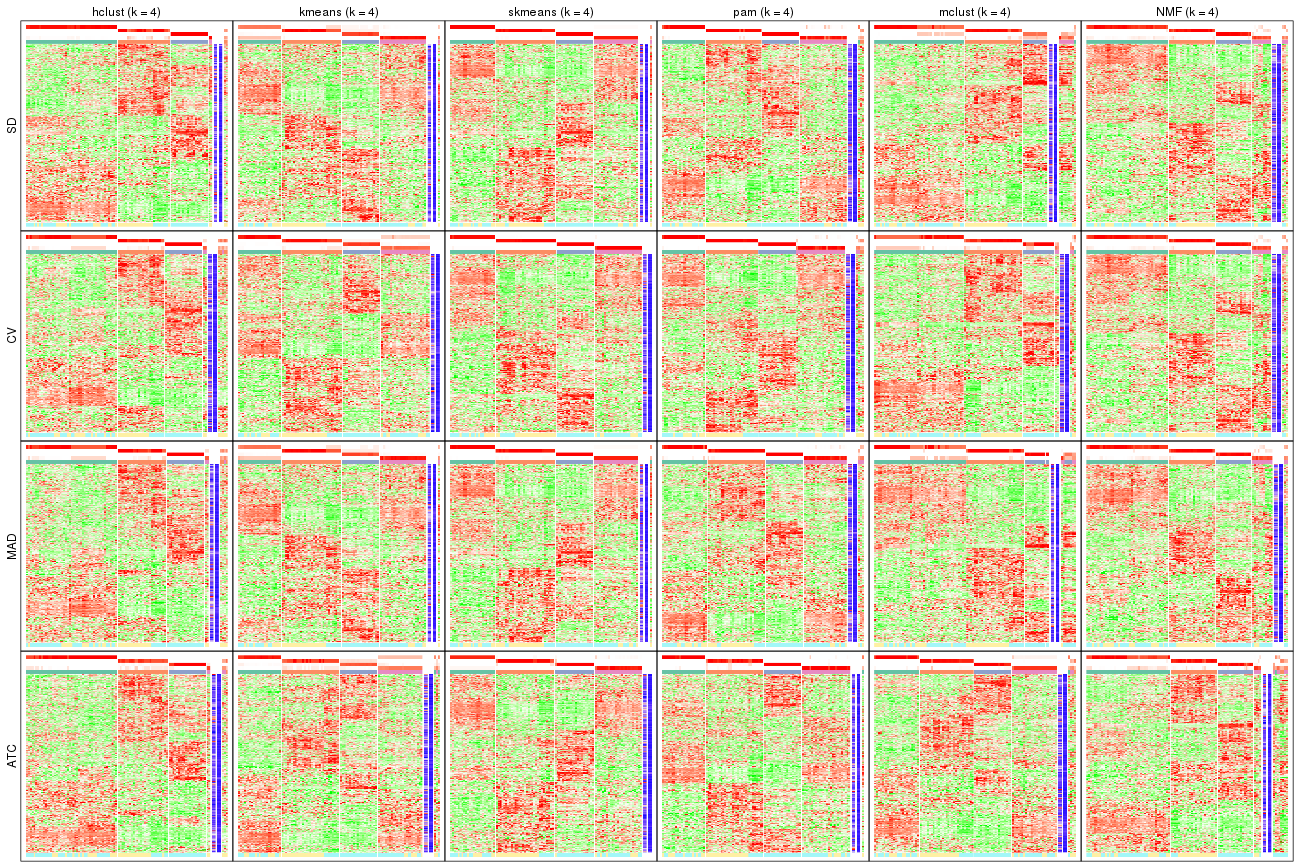 hclust (k = 4) kmeans (k = 4) skmeans (k = 4) pam (k = 4) mclust (k = 4) NMF (k = 4)
SD
CV
MAD
ATC